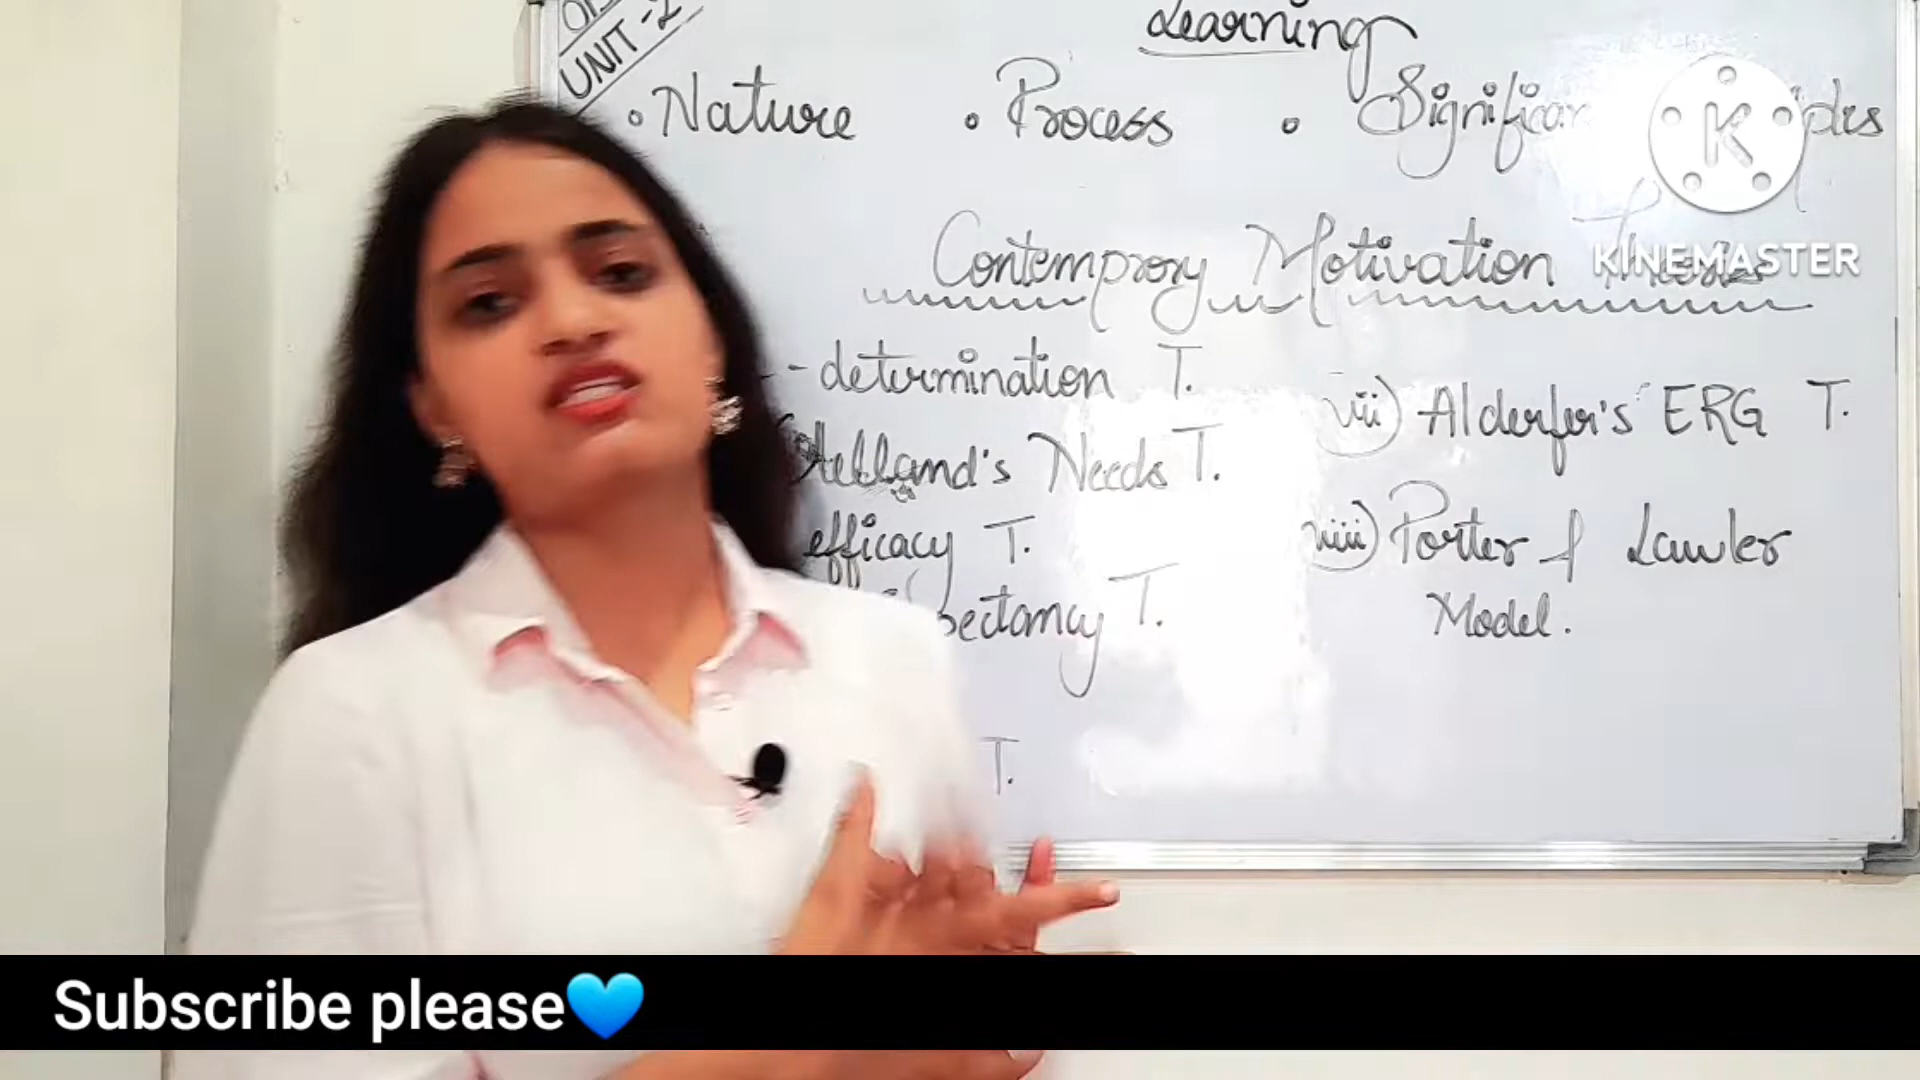 Learning
UNIT-2
• Nature • Process • Significan
K
Contemprory Motivation
KINEMASTER
-determination T.
vii) Alderfer's ERG T.
Needs T.
efficacy T.
viii) Porter & Lawler
T.
Model.
T.
Subscribe please💙